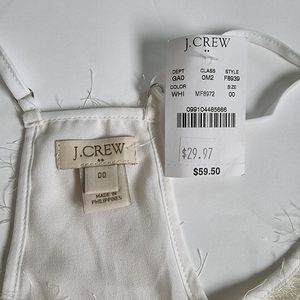 J.CREW
DEPT CLASS STYLE
GA0 0M2 F8939
COLOR SIZE
WHI MF8972 00
099104485666
$29.97
$59.50
J.CREW
00
MADE IN
PHILIPPINES